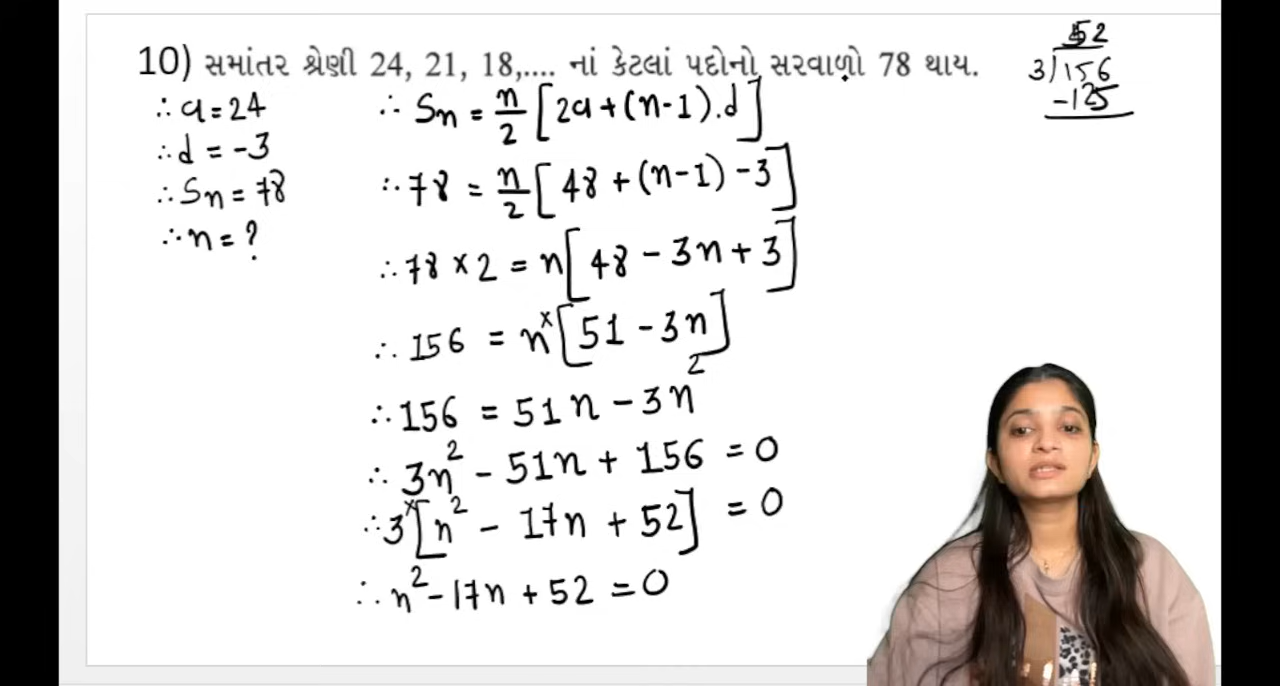 10) સમાંતર શ્રેણી 24, 21, 18,.... નાં કેટલાં પદોનો સરવાળો 78 થાય.
∴ a = 24
∴ d = -3
∴ Sn = 78
∴ n = ?
∴ Sn = n/2 [2a + (n-1).d]
∴ 78 = n/2 [48 + (n-1) -3]
∴ 78 × 2 = n[48 - 3n + 3]
∴ 156 = n×[51 - 3n]
∴ 156 = 51n - 3n²
∴ 3n² - 51n + 156 = 0
∴ 3×[n² - 17n + 52] = 0
∴ n² - 17n + 52 = 0
52
3)156